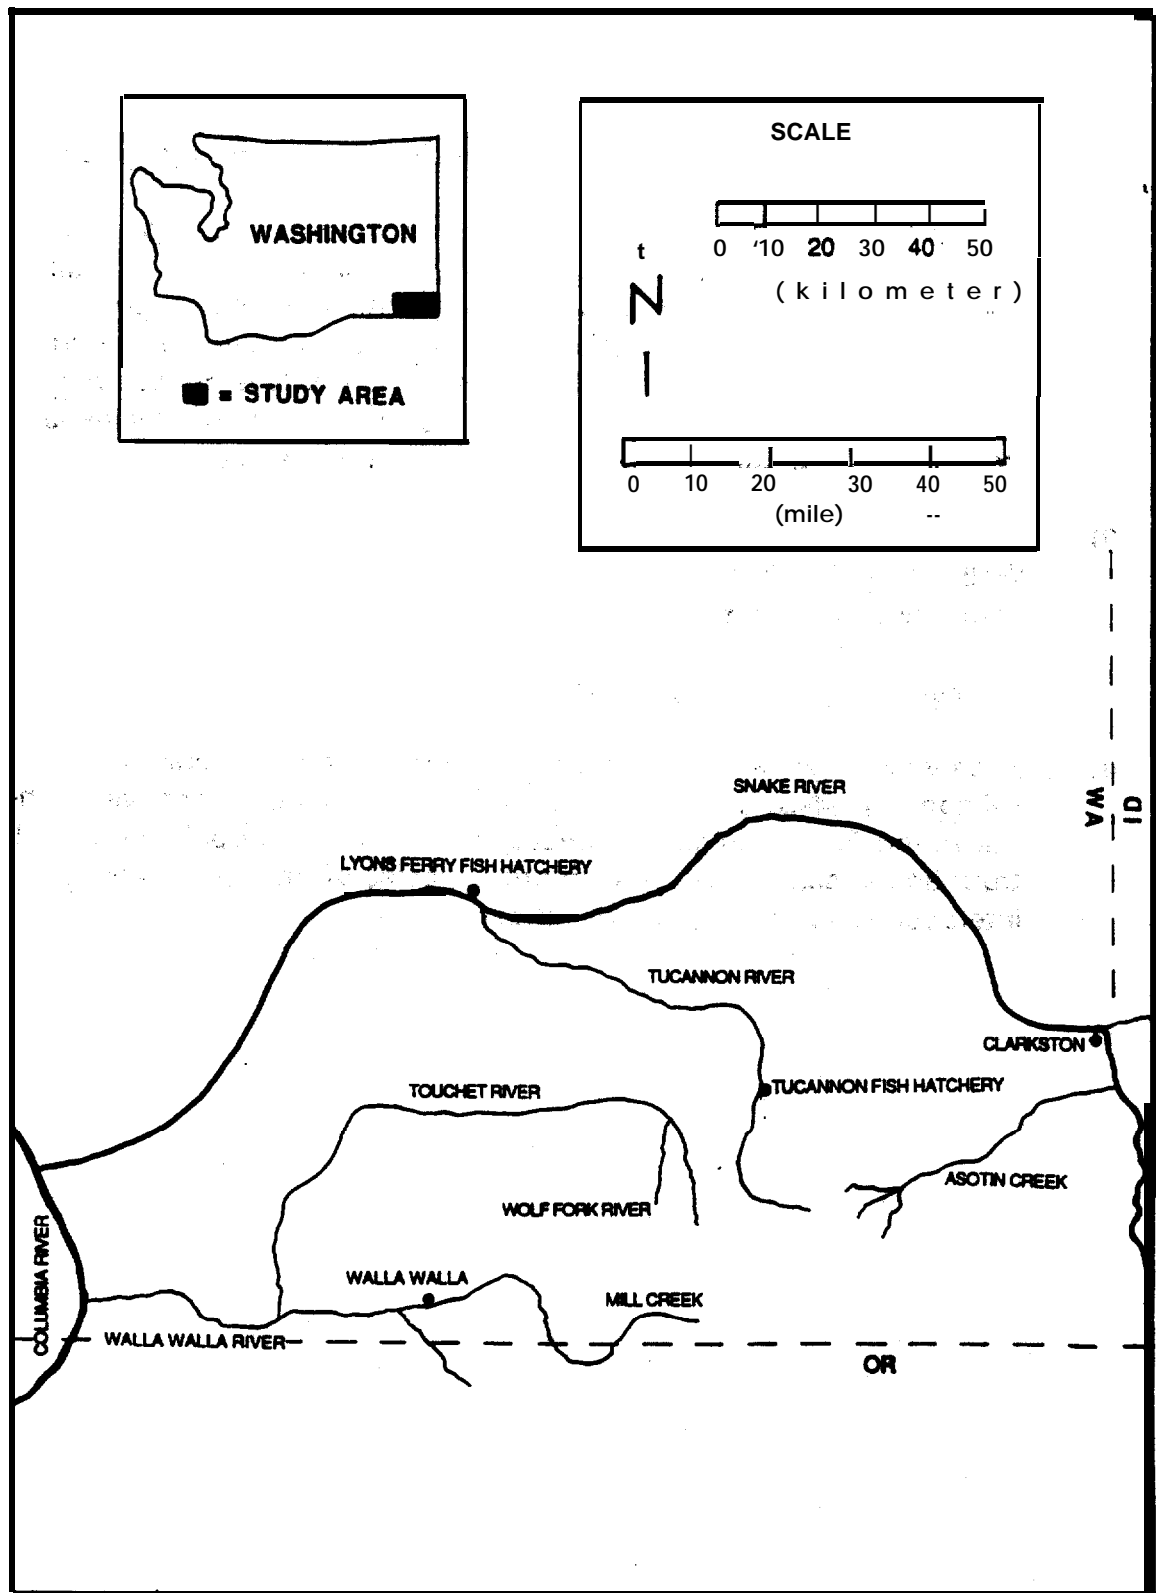 WASHINGTON
= STUDY AREA
SCALE
0 10 20 30 40 50
(kilometer)
t
N
0 10 20 30 40 50
(mile) --
SNAKE RIVER
WA
ID
LYONS FERRY FISH HATCHERY
TUCANNON RIVER
CLARKSTON
TUCANNON FISH HATCHERY
TOUCHET RIVER
ASOTIN CREEK
WOLF FORK RIVER
COLUMBIA RIVER
WALLA WALLA
MILL CREEK
WALLA WALLA RIVER
OR